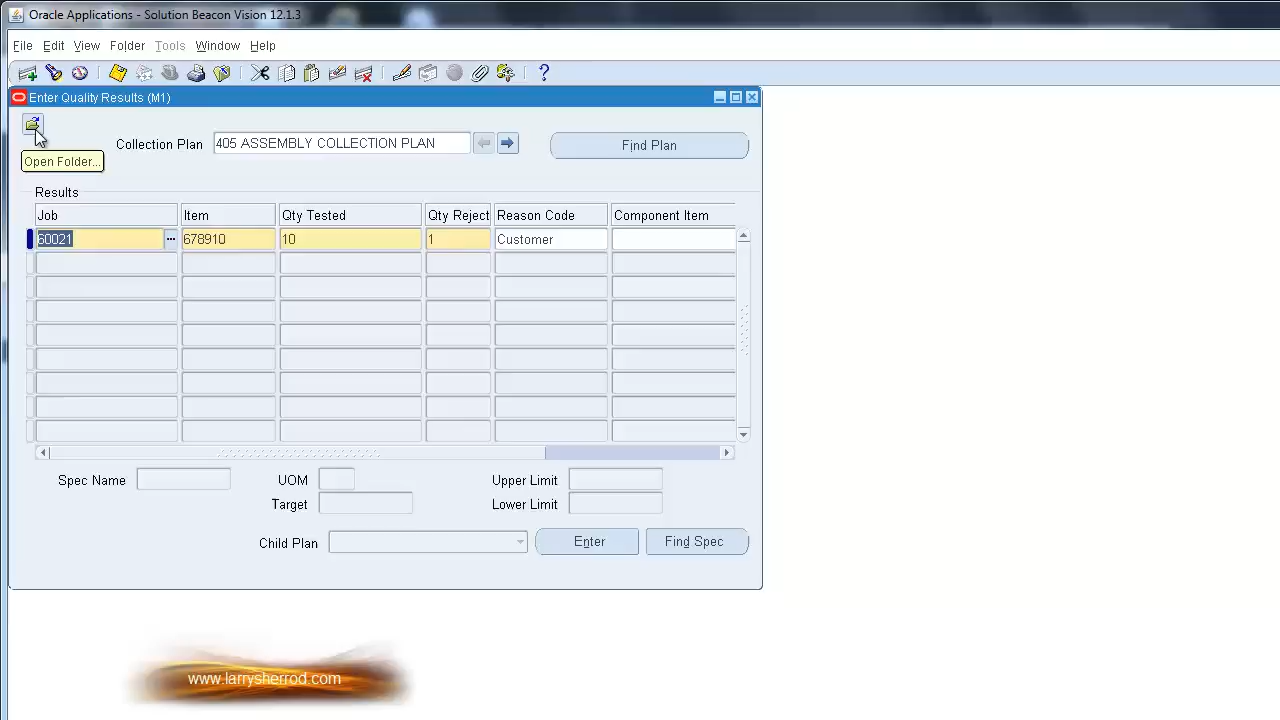 Oracle Applications - Solution Beacon Vision 12.1.3
File Edit View Folder Tools Window Help
Enter Quality Results (M1)
Collection Plan 405 ASSEMBLY COLLECTION PLAN Find Plan
Open Folder...
Results
Job Item Qty Tested Qty Reject Reason Code Component Item
60021 ... 678910 10 1 Customer
Spec Name UOM Upper Limit
Target Lower Limit
Child Plan Enter Find Spec
www.larrysherrod.com